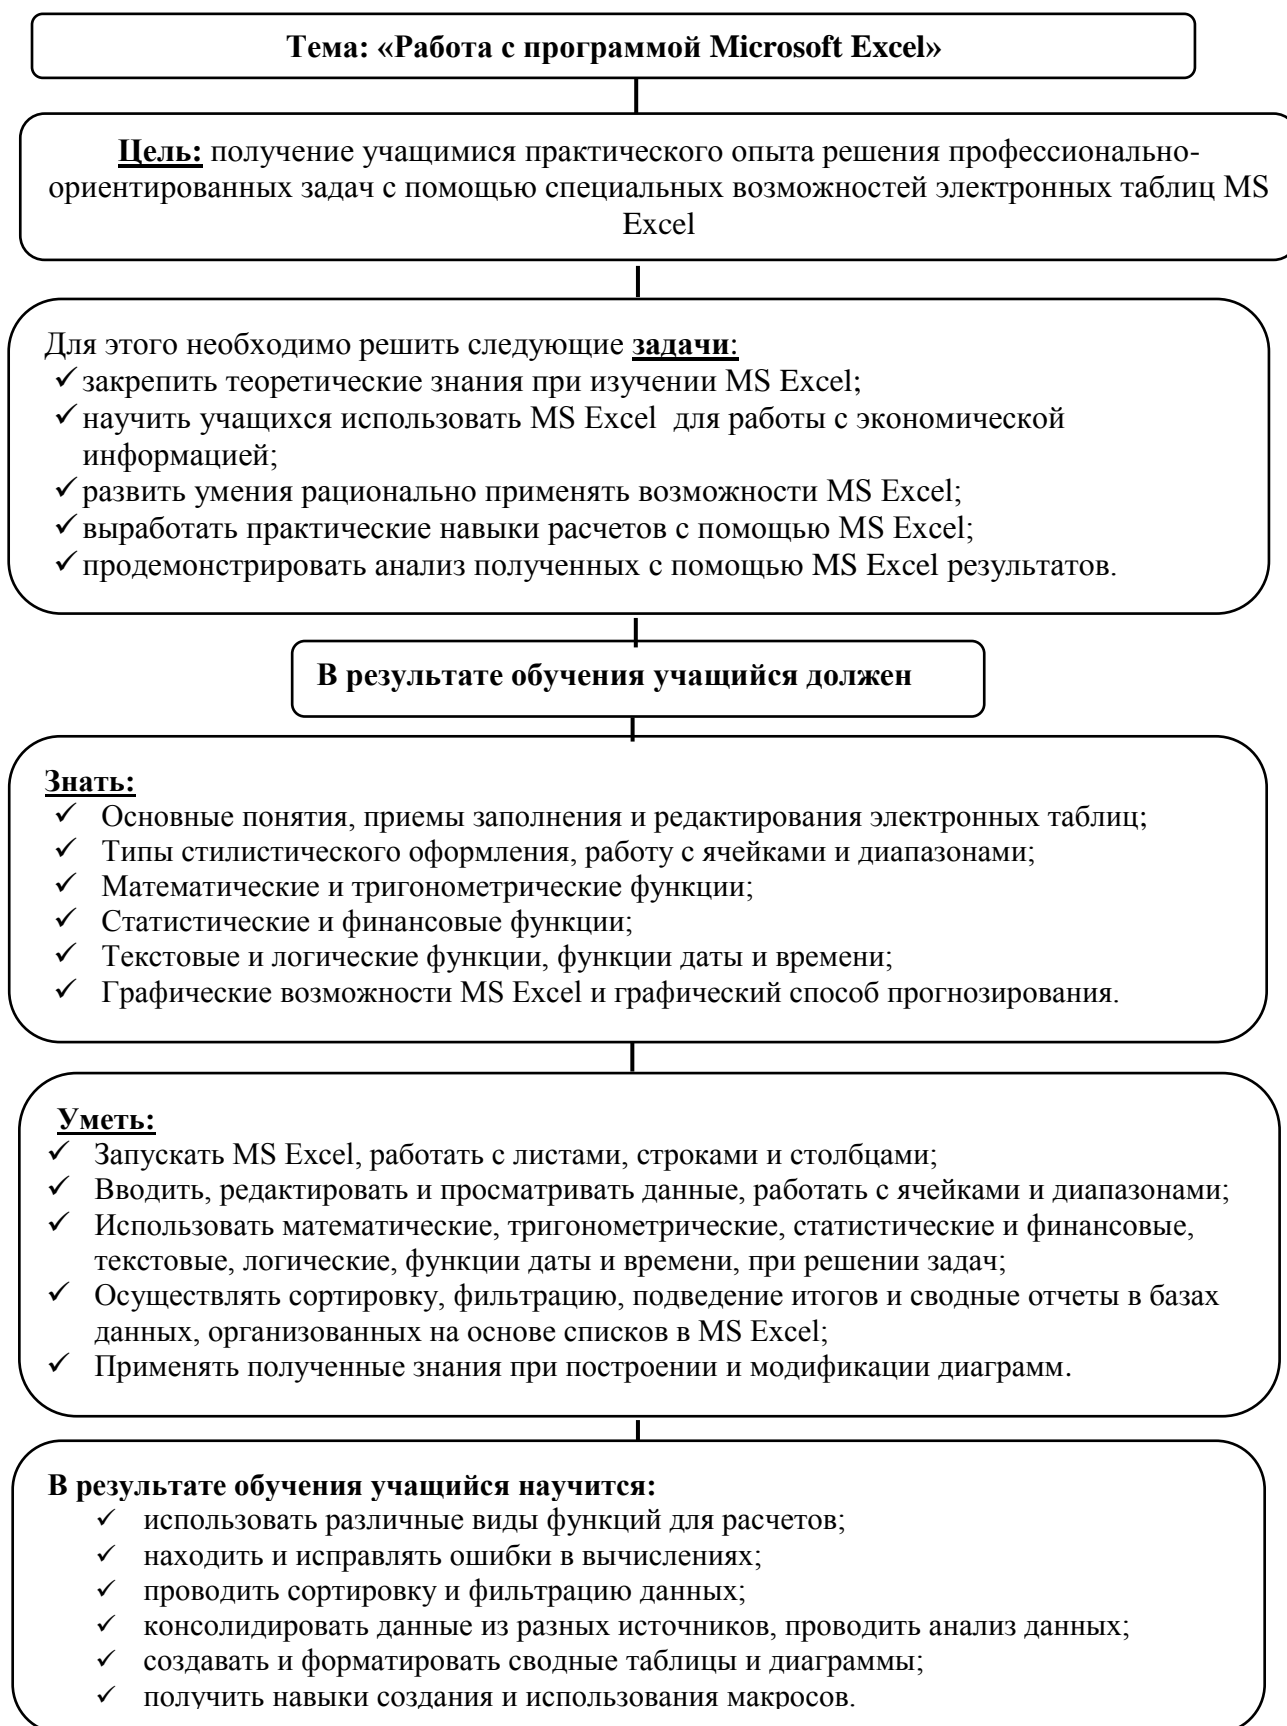 Тема: «Работа с программой Microsoft Excel»
Цель: получение учащимися практического опыта решения профессионально-
ориентированных задач с помощью специальных возможностей электронных таблиц MS
Excel
Для этого необходимо решить следующие задачи:
✓ закрепить теоретические знания при изучении MS Excel;
✓ научить учащихся использовать MS Excel для работы с экономической
информацией;
✓ развить умения рационально применять возможности MS Excel;
✓ выработать практические навыки расчетов с помощью MS Excel;
✓ продемонстрировать анализ полученных с помощью MS Excel результатов.
В результате обучения учащийся должен
Знать:
✓ Основные понятия, приемы заполнения и редактирования электронных таблиц;
✓ Типы стилистического оформления, работу с ячейками и диапазонами;
✓ Математические и тригонометрические функции;
✓ Статистические и финансовые функции;
✓ Текстовые и логические функции, функции даты и времени;
✓ Графические возможности MS Excel и графический способ прогнозирования.
Уметь:
✓ Запускать MS Excel, работать с листами, строками и столбцами;
✓ Вводить, редактировать и просматривать данные, работать с ячейками и диапазонами;
✓ Использовать математические, тригонометрические, статистические и финансовые,
текстовые, логические, функции даты и времени, при решении задач;
✓ Осуществлять сортировку, фильтрацию, подведение итогов и сводные отчеты в базах
данных, организованных на основе списков в MS Excel;
✓ Применять полученные знания при построении и модификации диаграмм.
В результате обучения учащийся научится:
✓ использовать различные виды функций для расчетов;
✓ находить и исправлять ошибки в вычислениях;
✓ проводить сортировку и фильтрацию данных;
✓ консолидировать данные из разных источников, проводить анализ данных;
✓ создавать и форматировать сводные таблицы и диаграммы;
✓ получить навыки создания и использования макросов.